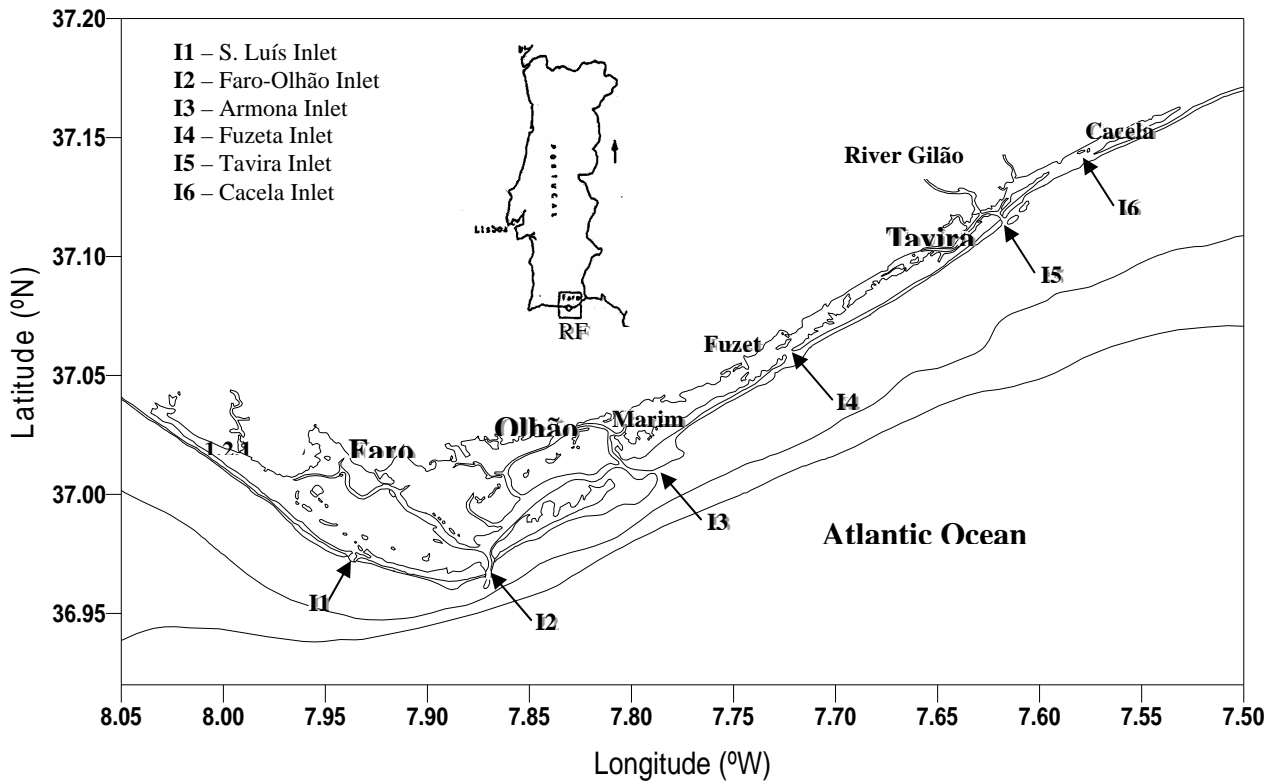 37.20
I1 – S. Luís Inlet
I2 – Faro-Olhão Inlet
I3 – Armona Inlet
I4 – Fuzeta Inlet
I5 – Tavira Inlet
I6 – Cacela Inlet
PORTUGAL
Lisboa
Faro
RF
37.15
Cacela
River Gilão
I6
Tavira
37.10
I5
Fuzet
37.05
I4
Marim
Olhão
Faro
37.00
I3
Atlantic Ocean
I1
36.95
I2
8.05 8.00 7.95 7.90 7.85 7.80 7.75 7.70 7.65 7.60 7.55 7.50
Latitude (ºN)
Longitude (ºW)